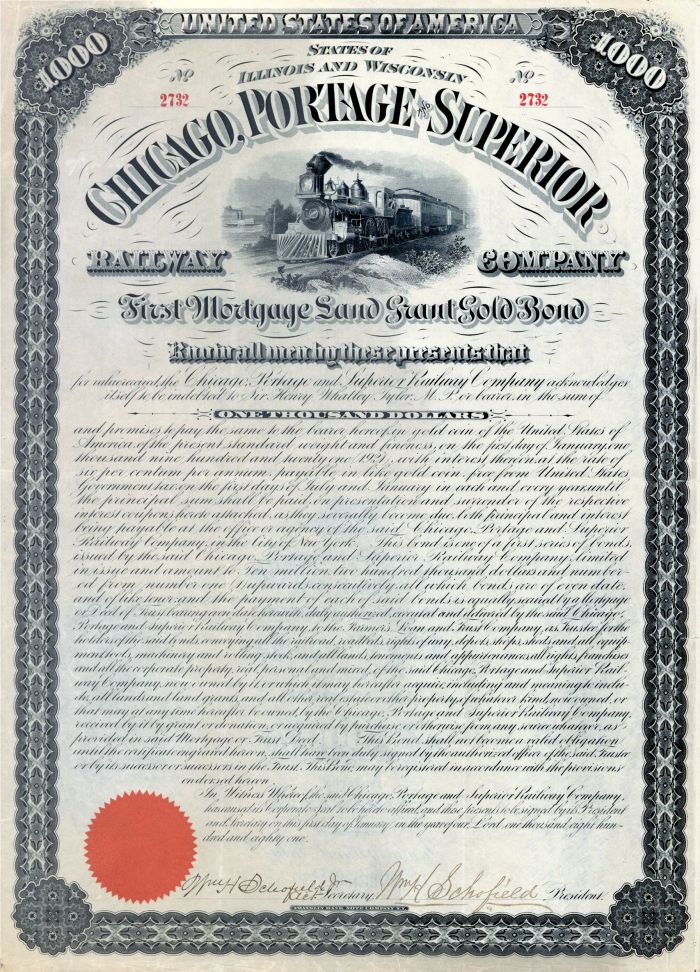 UNITED STATES OF AMERICA
1000
1000
STATES OF
ILLINOIS AND WISCONSIN
No
2732
No
2732
CHICAGO, PORTAGE AND SUPERIOR
RAILWAY
COMPANY
First Mortgage Land Grant Gold Bond
Know all men by these presents that
for value received, the Chicago, Portage and Superior Railway Company acknowledges
itself to be indebted to Sir Henry Whatley Tyler, M.P. or bearer, in the sum of
ONE THOUSAND DOLLARS
and promises to pay the same to the bearer hereof in gold coin of the United States of
America, of the present standard weight and fineness, on the first day of January, one
thousand nine hundred and twenty one 1921, with interest thereon at the rate of
six per centum per annum, payable in like gold coin free from United States
Government tax, on the first days of July and January, in each and every year, until
the principal sum shall be paid, on presentation and surrender of the respective
interest coupons hereto attached, as they severally become due, both principal and interest
being payable at the office or agency of the said Chicago, Portage and Superior
Railway Company, in the City of New York. This bond is one of a first series of bonds
issued by the said Chicago, Portage and Superior Railway Company, limited
in issue and amount to million two hundred thousand dollars and number-
ed from number one upwards consecutively, all of which bonds are of even date
and of like tenor, and the payment of all of said bonds is equally secured by a Mortgage
or Deed of Trust bearing even date herewith, duly executed and delivered by the said Chicago,
Portage and Superior Railway Company, to the Farmers Loan and Trust Company, as Trustee for the
holders of the said bonds, conveying all the railroad, roadbeds, rights of way, depots, shops, and all equip-
ments, machinery and rolling stock, and all lands, tenements and appurtenances, all rights, franchises
and all the corporate property, real, personal and mixed, of the said Chicago, Portage and Superior Rail-
way Company, now owned by it, or which it may hereafter acquire, including and meaning to inclu-
de all lands and land grants, and all other real estate or other property of whatever kind, now owned, or
that may at any time hereafter be owned by the Chicago, Portage and Superior Railway Company,
received by it by grant or donation, or acquired by purchase or otherwise from any source whatever, as
provided in said Mortgage or Trust Deed. This Bond shall not become a valid obligation
until the certificate engraved hereon, shall have been duly signed by the authorized officer of the said Trustee
or by its successor or successors in the Trust. This Bond may be registered in accordance with the provisions
endorsed hereon
In Witness Whereof the said Chicago, Portage and Superior Railway Company,
has caused its Corporate Seal to be hereto affixed, and these presents to be signed by its President
and Secretary on this first day of January in the year of our Lord one thousand eight hun-
dred and eighty one.
Wm H Schofield Jr
Asst Secretary.
Wm H Schofield
President.